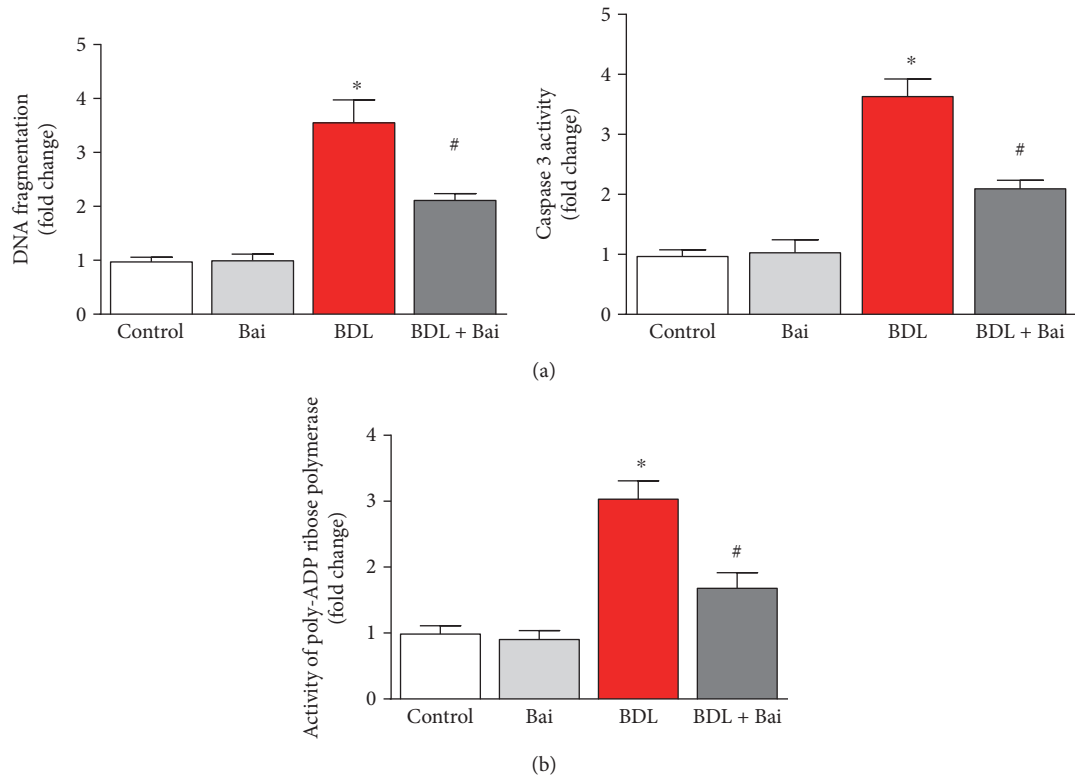 5
4
3
2
1
0
DNA fragmentation
(fold change)
*
#
Control Bai BDL BDL + Bai
5
4
3
2
1
0
Caspase 3 activity
(fold change)
*
#
Control Bai BDL BDL + Bai
(a)
4
3
2
1
0
Activity of poly-ADP ribose polymerase
(fold change)
*
#
Control Bai BDL BDL + Bai
(b)